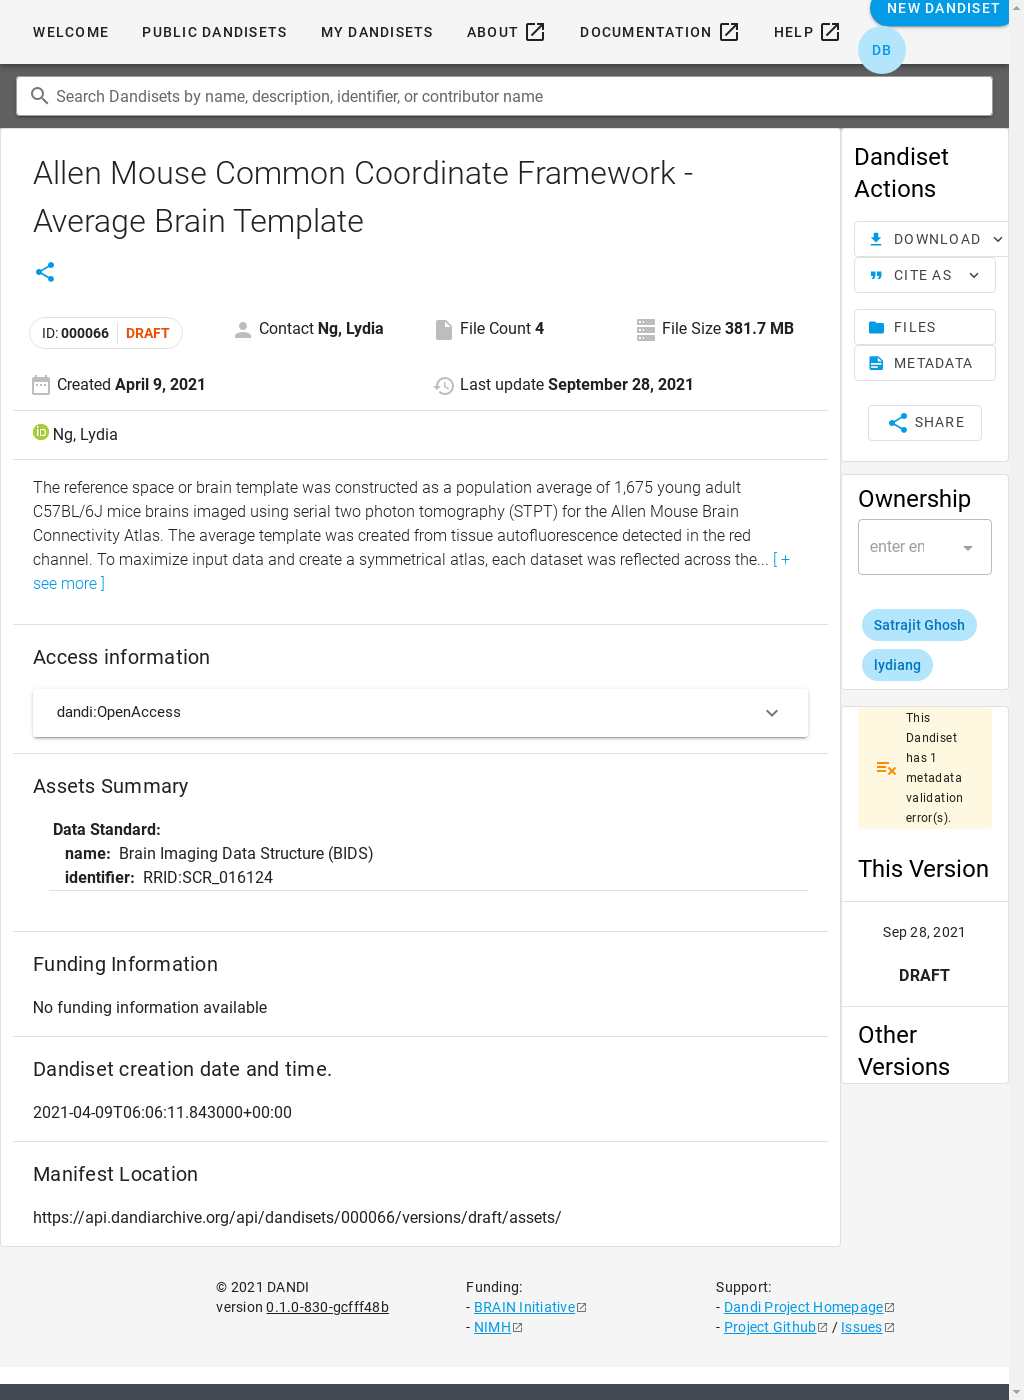 WELCOME PUBLIC DANDISETS MY DANDISETS ABOUT DOCUMENTATION HELP NEW DANDISET
DB
Search Dandisets by name, description, identifier, or contributor name
Allen Mouse Common Coordinate Framework -
Average Brain Template
ID: 000066 DRAFT
Contact Ng, Lydia
File Count 4
File Size 381.7 MB
Created April 9, 2021
Last update September 28, 2021
Ng, Lydia
The reference space or brain template was constructed as a population average of 1,675 young adult
C57BL/6J mice brains imaged using serial two photon tomography (STPT) for the Allen Mouse Brain
Connectivity Atlas. The average template was created from tissue autofluorescence detected in the red
channel. To maximize input data and create a symmetrical atlas, each dataset was reflected across the... [ +
see more ]
Access information
dandi:OpenAccess
Assets Summary
Data Standard:
name: Brain Imaging Data Structure (BIDS)
identifier: RRID:SCR_016124
Funding Information
No funding information available
Dandiset creation date and time.
2021-04-09T06:06:11.843000+00:00
Manifest Location
https://api.dandiarchive.org/api/dandisets/000066/versions/draft/assets/
Dandiset
Actions
DOWNLOAD
CITE AS
FILES
METADATA
SHARE
Ownership
enter en
Satrajit Ghosh
lydiang
This
Dandiset
has 1
metadata
validation
error(s).
This Version
Sep 28, 2021
DRAFT
Other
Versions
© 2021 DANDI
version 0.1.0-830-gcfff48b
Funding:
- BRAIN Initiative
- NIMH
Support:
- Dandi Project Homepage
- Project Github / Issues